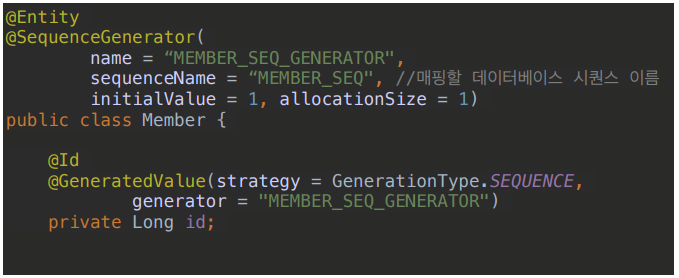 @Entity
@SequenceGenerator(
name = “MEMBER_SEQ_GENERATOR",
sequenceName = “MEMBER_SEQ", //매핑할 데이터베이스 시퀀스 이름
initialValue = 1, allocationSize = 1)
public class Member {
@Id
@GeneratedValue(strategy = GenerationType.SEQUENCE,
generator = "MEMBER_SEQ_GENERATOR")
private Long id;